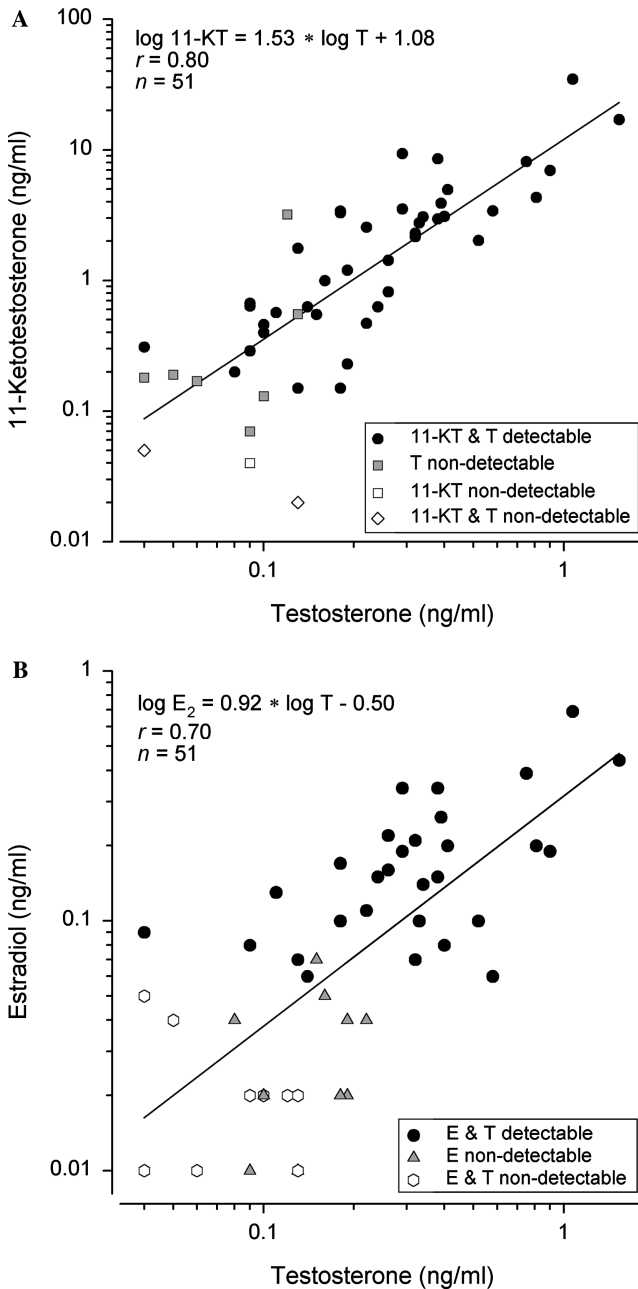 A
log 11-KT = 1.53 * log T + 1.08
r = 0.80
n = 51
100
10
1
0.1
0.01
11-Ketotestosterone (ng/ml)
11-KT & T detectable
T non-detectable
11-KT non-detectable
11-KT & T non-detectable
0.1
1
Testosterone (ng/ml)
B
log E₂ = 0.92 * log T - 0.50
r = 0.70
n = 51
1
0.1
0.01
Estradiol (ng/ml)
E & T detectable
E non-detectable
E & T non-detectable
0.1
1
Testosterone (ng/ml)